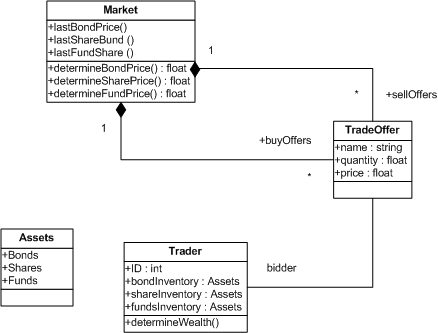 Market
+lastBondPrice()
+lastShareBund ()
+lastFundShare ()
+determineBondPrice() : float
+determineSharePrice() : float
+determineFundPrice() : float
1
*
+sellOffers
1
+buyOffers
*
TradeOffer
+name : string
+quantity : float
+price : float
Assets
+Bonds
+Shares
+Funds
Trader
+ID : int
+bondInventory : Assets
+shareInventory : Assets
+fundsInventory : Assets
+determineWealth()
bidder